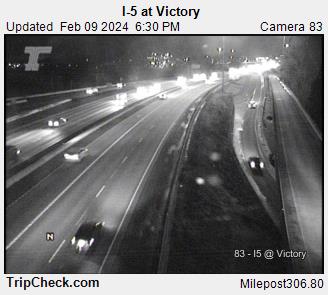 I-5 at Victory
Updated  Feb 09 2024  6:30 PM
Camera 83
T
N
83 - I5 @ Victory
TripCheck.com
Milepost306.80